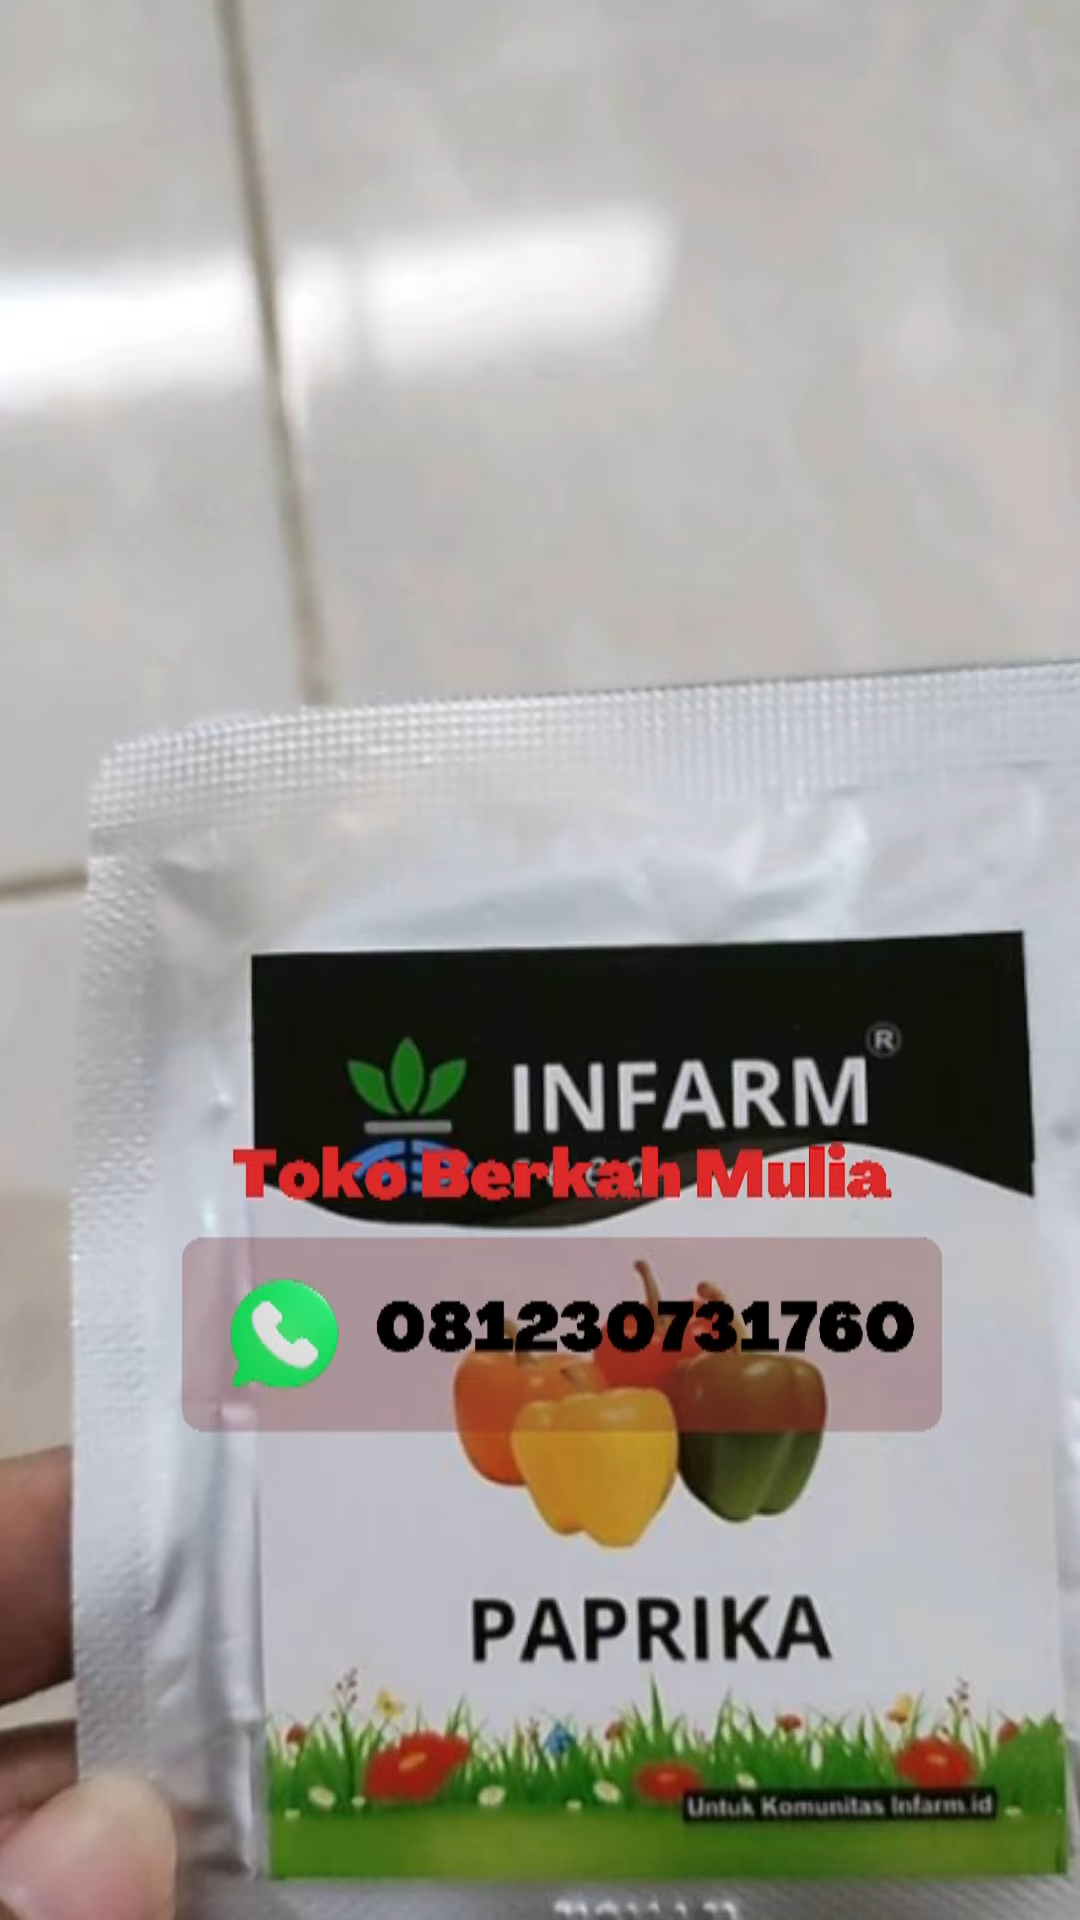 INFARM®
Toko Berkah Mulia
081230731760
PAPRIKA
Untuk Komunitas Infarm.id